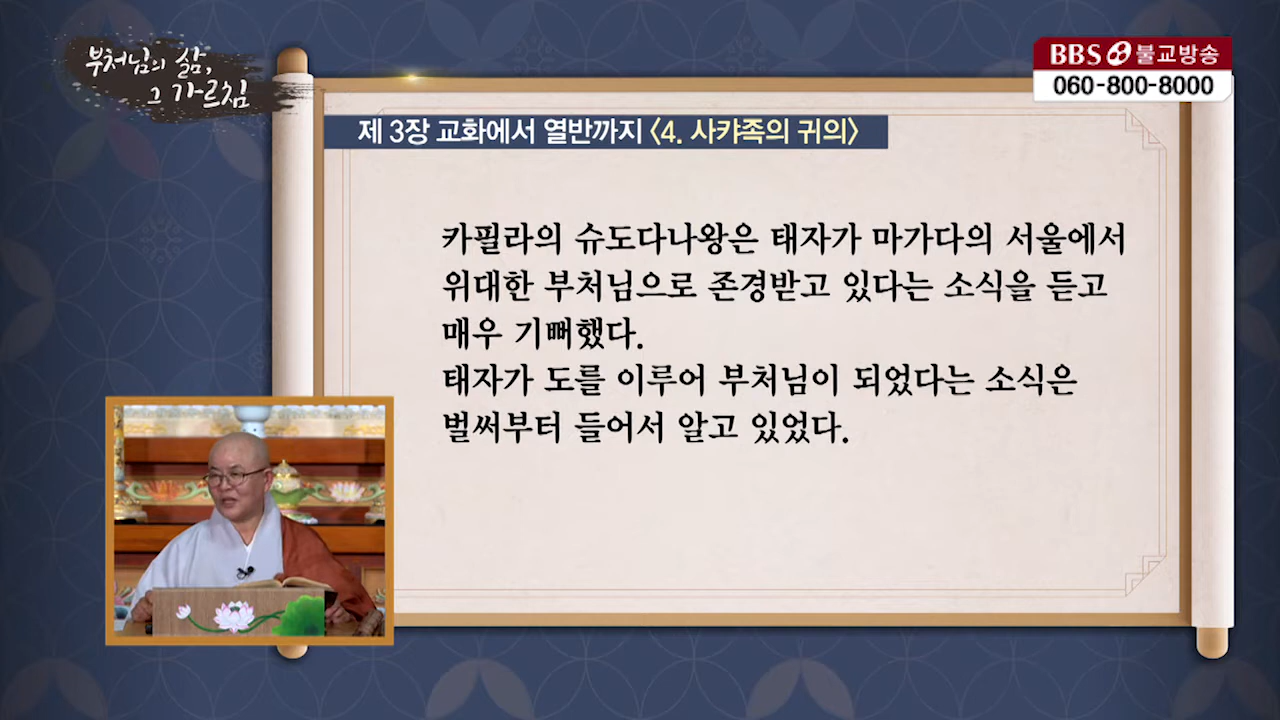 부처님의 삶,
그 가르침
BBS 불교방송
060-800-8000
제 3장 교화에서 열반까지 <4. 사캬족의 귀의>
카필라의 슈도다나왕은 태자가 마가다의 서울에서
위대한 부처님으로 존경받고 있다는 소식을 듣고
매우 기뻐했다.
태자가 도를 이루어 부처님이 되었다는 소식은
벌써부터 들어서 알고 있었다.